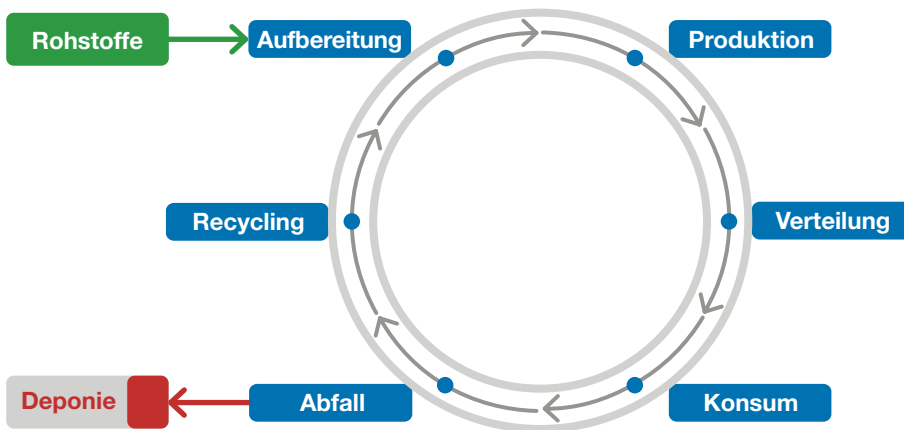 Rohstoffe
Aufbereitung
Produktion
Recycling
Verteilung
Deponie
Abfall
Konsum